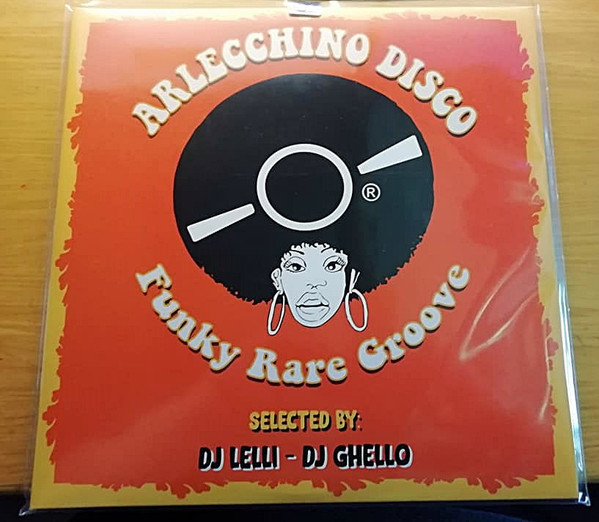 ARLECCHINO DISCO
®
Funky Rare Groove
SELECTED BY:
DJ LELLI - DJ GHELLO